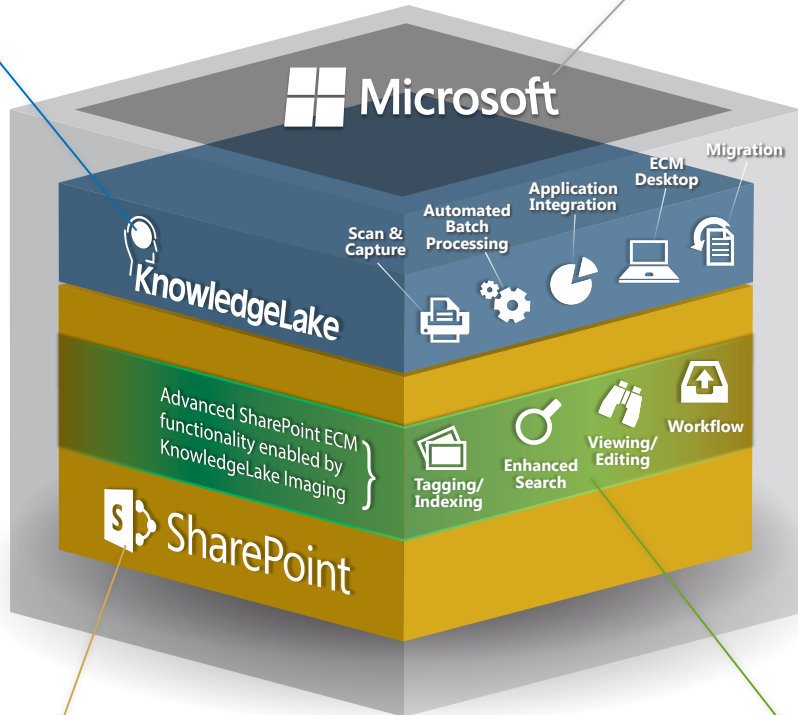 Microsoft
Migration
ECM
Desktop
Application
Integration
Automated
Batch
Processing
Scan &
Capture
KnowledgeLake
Advanced SharePoint ECM
functionality enabled by
KnowledgeLake Imaging
Tagging/
Indexing
Enhanced
Search
Viewing/
Editing
Workflow
S
SharePoint